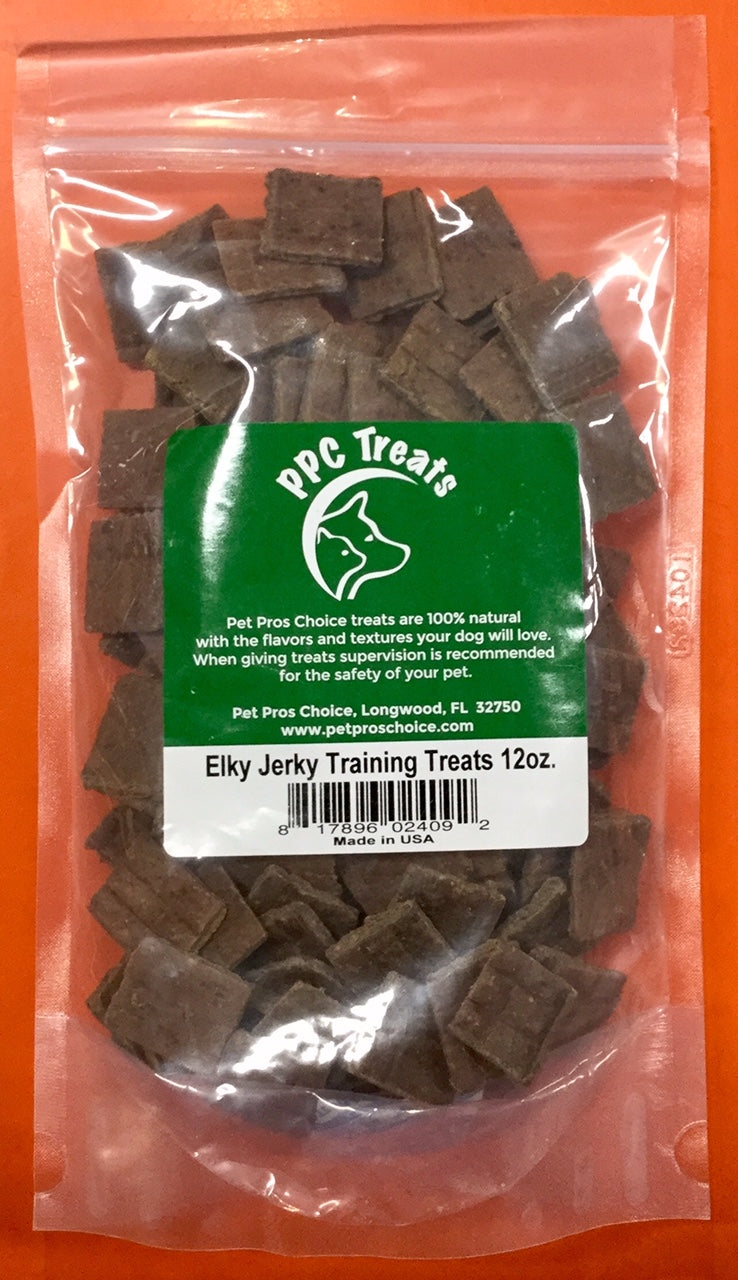 PPC Treats
Pet Pros Choice treats are 100% natural
with the flavors and textures your dog will love.
When giving treats supervision is recommended
for the safety of your pet.
Pet Pros Choice, Longwood, FL 32750
www.petproschoice.com
Elky Jerky Training Treats 12oz.
8 17896 02409 2
Made in USA